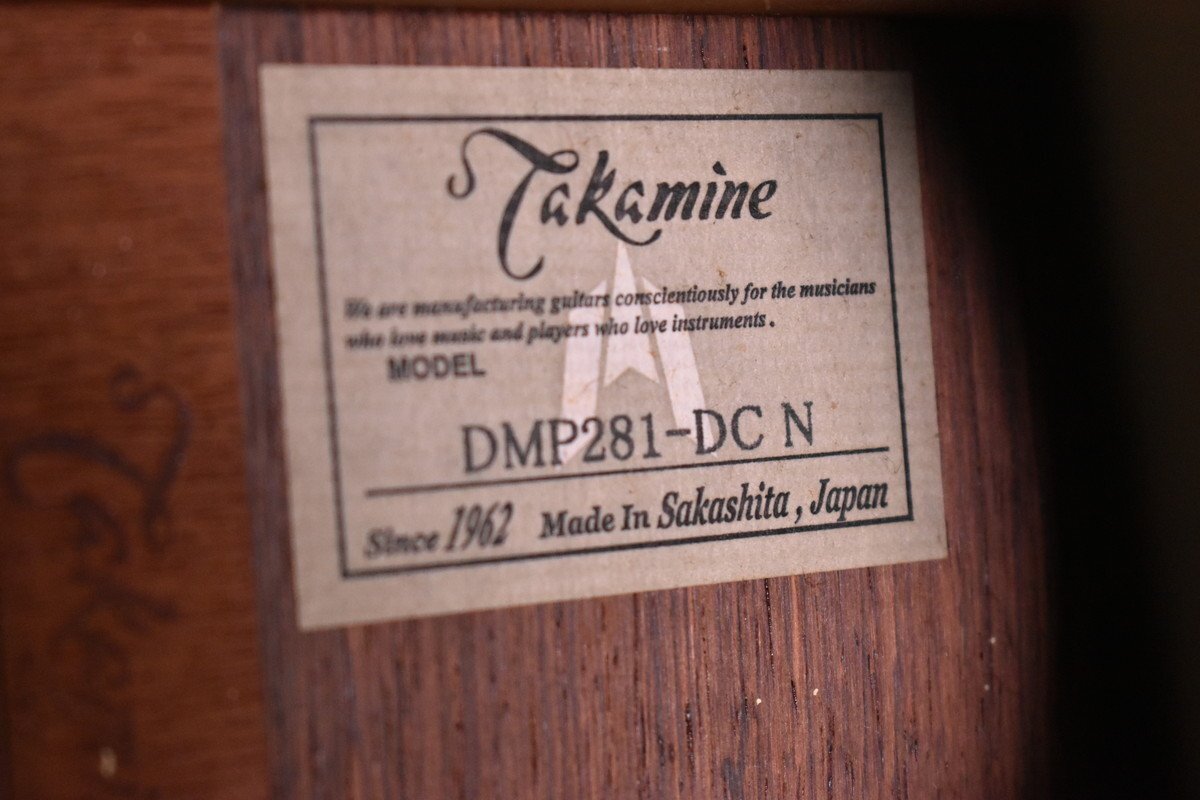 Takamine
We are manufacturing guitars conscientiously for the musicians
who love music and players who love instruments.
MODEL
DMP281-DC N
Since 1962 Made In Sakashita, Japan